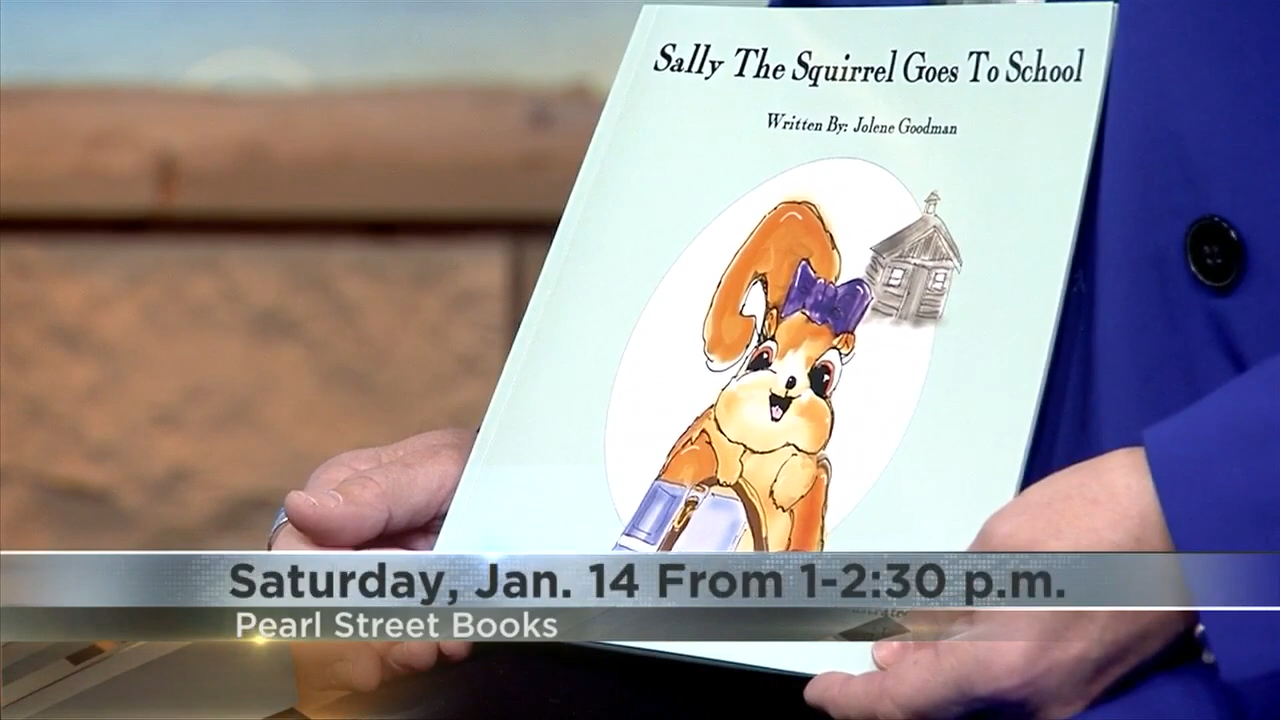 Sally The Squirrel Goes To School
Written By: Jolene Goodman
Saturday, Jan. 14 From 1-2:30 p.m.
Pearl Street Books